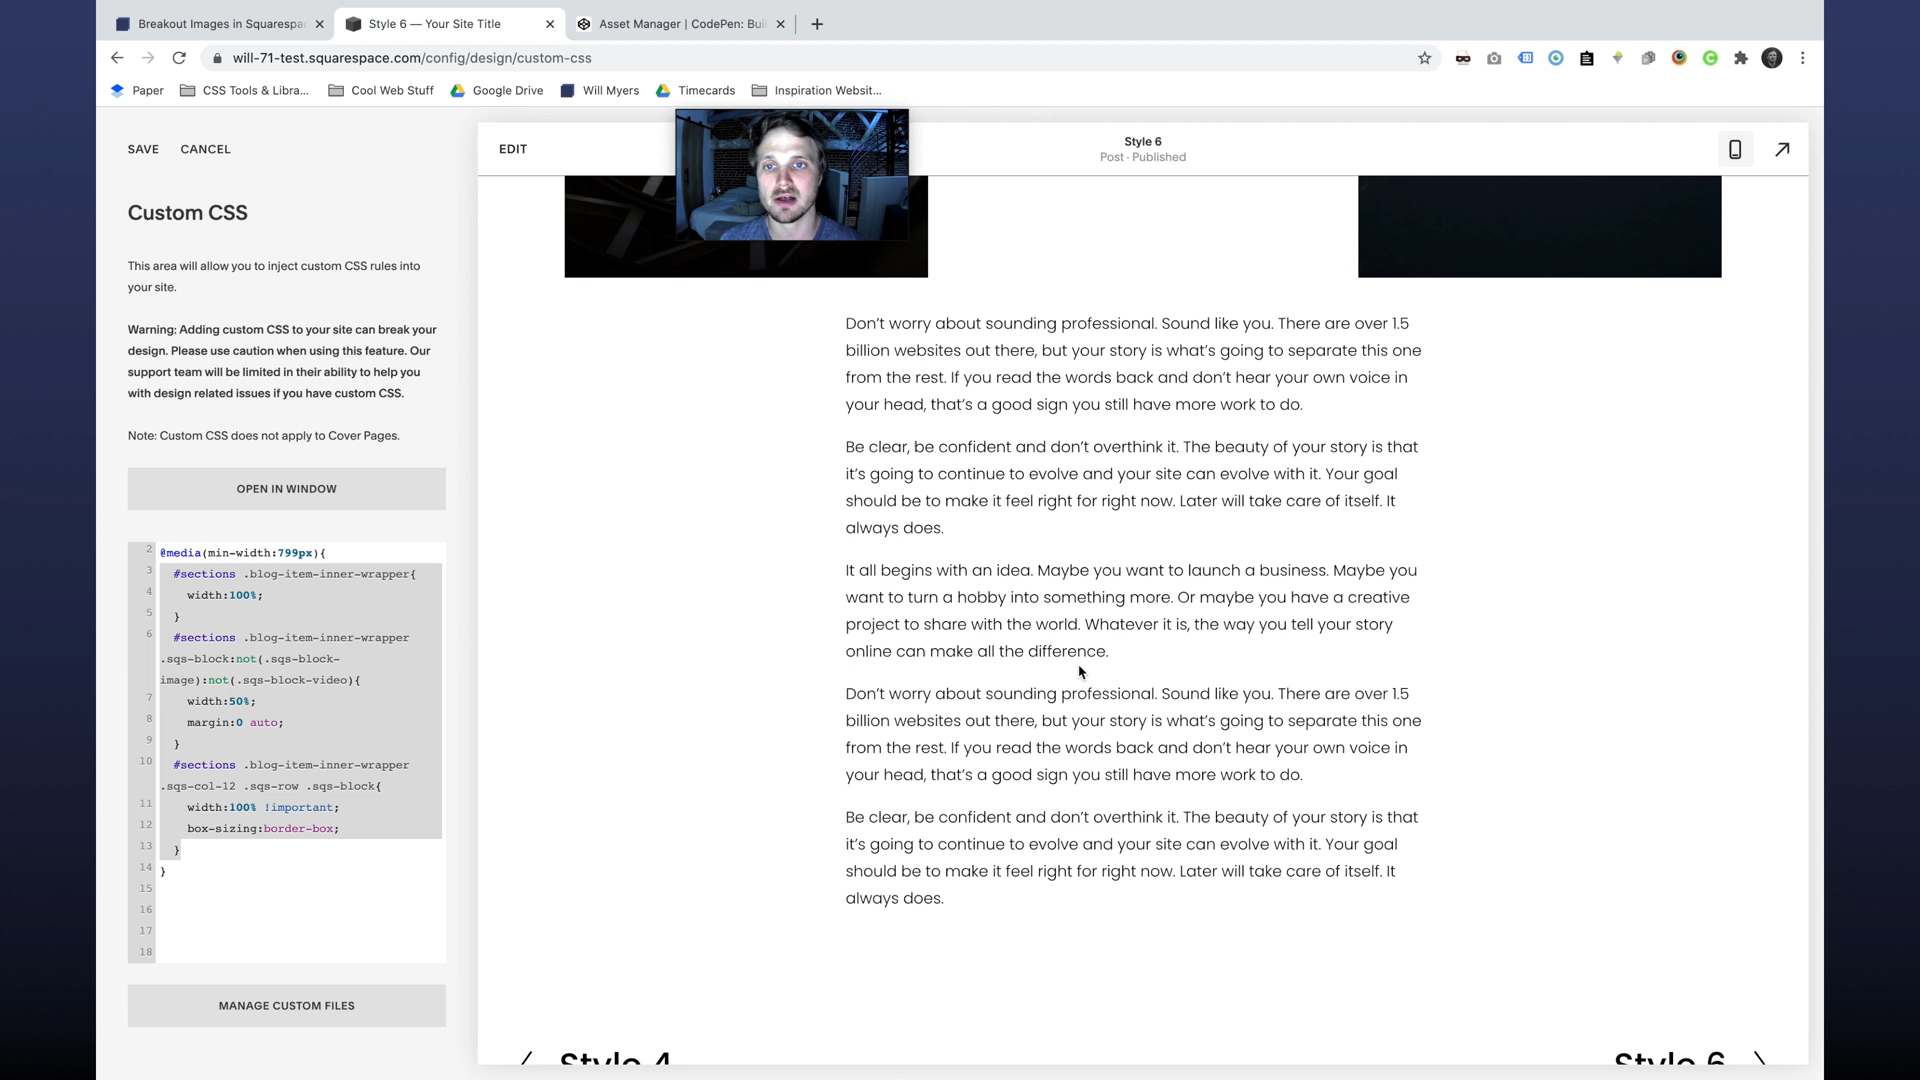 Breakout Images in Squarespa
Style 6 — Your Site Title
Asset Manager | CodePen: Bui
will-71-test.squarespace.com/config/design/custom-css
Paper
CSS Tools & Libra...
Cool Web Stuff
Google Drive
Will Myers
Timecards
Inspiration Websit...
SAVE
CANCEL
EDIT
Style 6
Post · Published
Custom CSS
This area will allow you to inject custom CSS rules into
your site.
Warning: Adding custom CSS to your site can break your
design. Please use caution when using this feature. Our
support team will be limited in their ability to help you
with design related issues if you have custom CSS.
Note: Custom CSS does not apply to Cover Pages.
OPEN IN WINDOW
2 @media(min-width:799px){
3 #sections .blog-item-inner-wrapper{
4 width:100%;
5 }
6 #sections .blog-item-inner-wrapper
.sqs-block:not(.sqs-block-
image):not(.sqs-block-video){
7 width:50%;
8 margin:0 auto;
9 }
10 #sections .blog-item-inner-wrapper
.sqs-col-12 .sqs-row .sqs-block{
11 width:100% !important;
12 box-sizing:border-box;
13 }
14 }
15
16
17
18
MANAGE CUSTOM FILES
Don't worry about sounding professional. Sound like you. There are over 1.5
billion websites out there, but your story is what's going to separate this one
from the rest. If you read the words back and don't hear your own voice in
your head, that's a good sign you still have more work to do.
Be clear, be confident and don't overthink it. The beauty of your story is that
it's going to continue to evolve and your site can evolve with it. Your goal
should be to make it feel right for right now. Later will take care of itself. It
always does.
It all begins with an idea. Maybe you want to launch a business. Maybe you
want to turn a hobby into something more. Or maybe you have a creative
project to share with the world. Whatever it is, the way you tell your story
online can make all the difference.
Don't worry about sounding professional. Sound like you. There are over 1.5
billion websites out there, but your story is what's going to separate this one
from the rest. If you read the words back and don't hear your own voice in
your head, that's a good sign you still have more work to do.
Be clear, be confident and don't overthink it. The beauty of your story is that
it's going to continue to evolve and your site can evolve with it. Your goal
should be to make it feel right for right now. Later will take care of itself. It
always does.
Style 4
Style 6